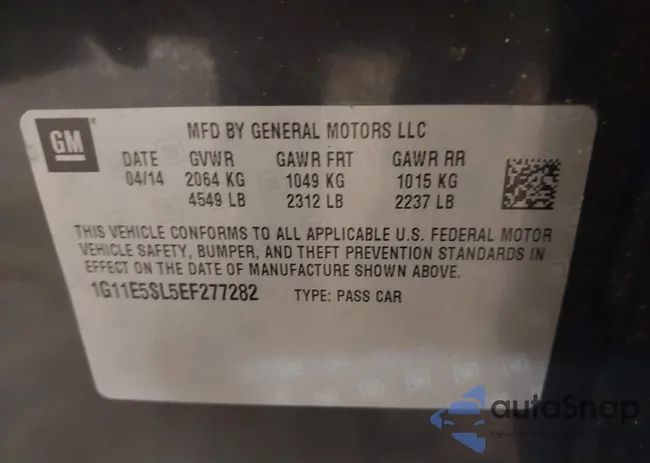 GM
MFD BY GENERAL MOTORS LLC
DATE GVWR GAWR FRT GAWR RR
04/14 2064 KG 1049 KG 1015 KG
4549 LB 2312 LB 2237 LB
THIS VEHICLE CONFORMS TO ALL APPLICABLE U.S. FEDERAL MOTOR
VEHICLE SAFETY, BUMPER, AND THEFT PREVENTION STANDARDS IN
EFFECT ON THE DATE OF MANUFACTURE SHOWN ABOVE.
1G11E5SL5EF277282 TYPE: PASS CAR
autoSnap